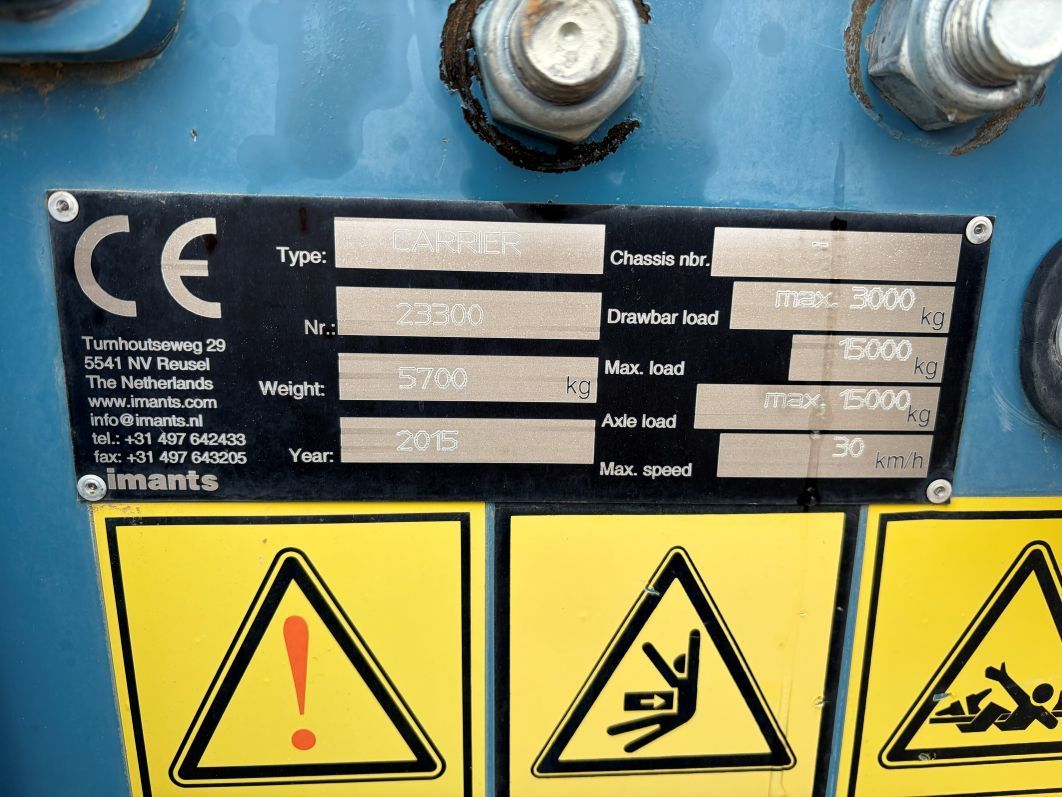 CE
Type: CARRIER
Nr.: 23300
Weight: 5700 kg
Year: 2015
Chassis nbr. -
Drawbar load max. 3000 kg
Max. load 15000 kg
Axle load max. 15000 kg
Max. speed 30 km/h
Turnhoutseweg 29
5541 NV Reusel
The Netherlands
www.imants.com
info@imants.nl
tel.: +31 497 642433
fax: +31 497 643205
imants